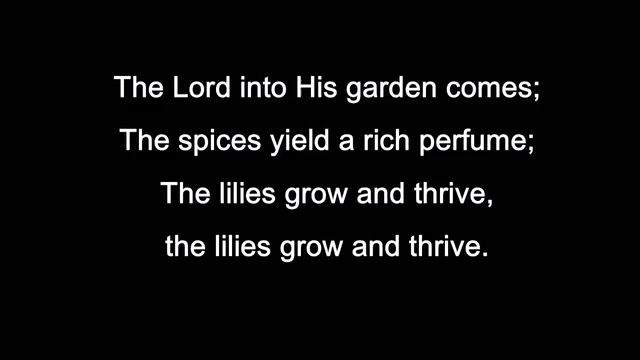 The Lord into His garden comes;
The spices yield a rich perfume;
The lilies grow and thrive,
the lilies grow and thrive.